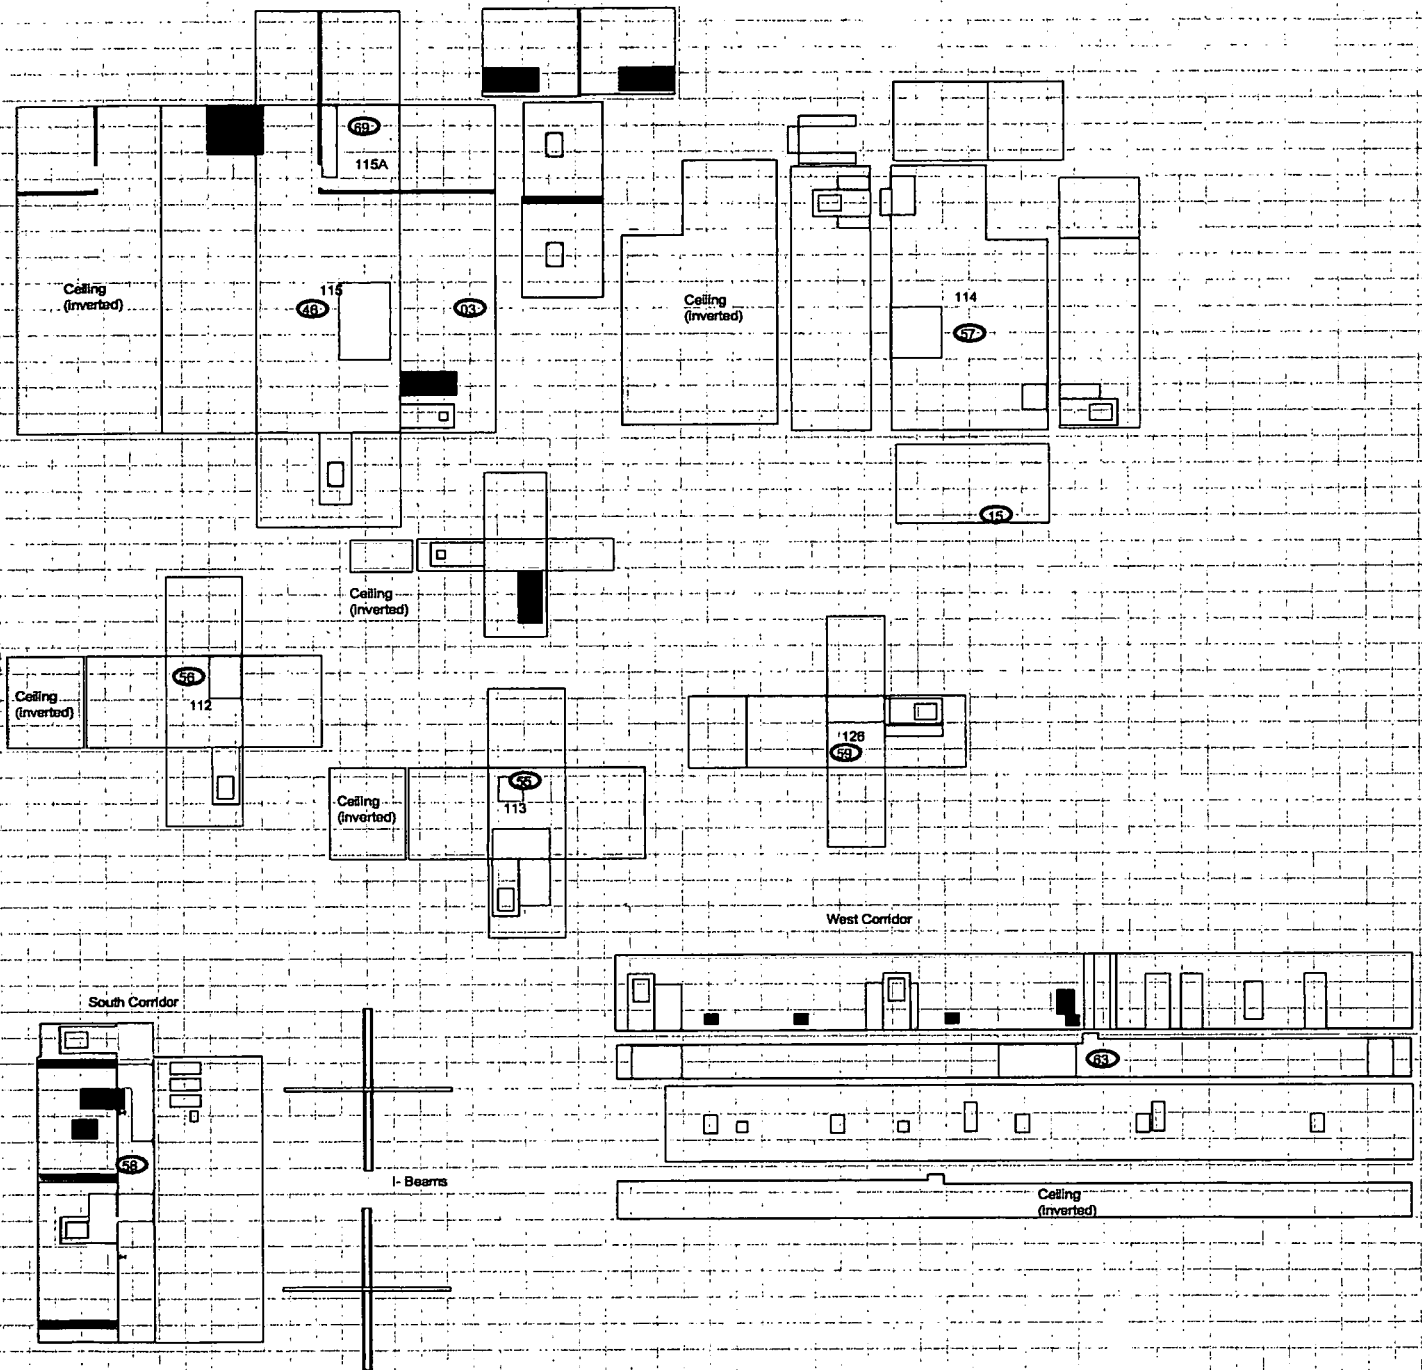 69
115A
Ceiling
(inverted)
115
46
03
Ceiling
(inverted)
114
57
15
Ceiling
(inverted)
56
112
Ceiling
(inverted)
126
59
55
113
Ceiling
(inverted)
West Corridor
South Corridor
63
58
I- Beams
Ceiling
(inverted)